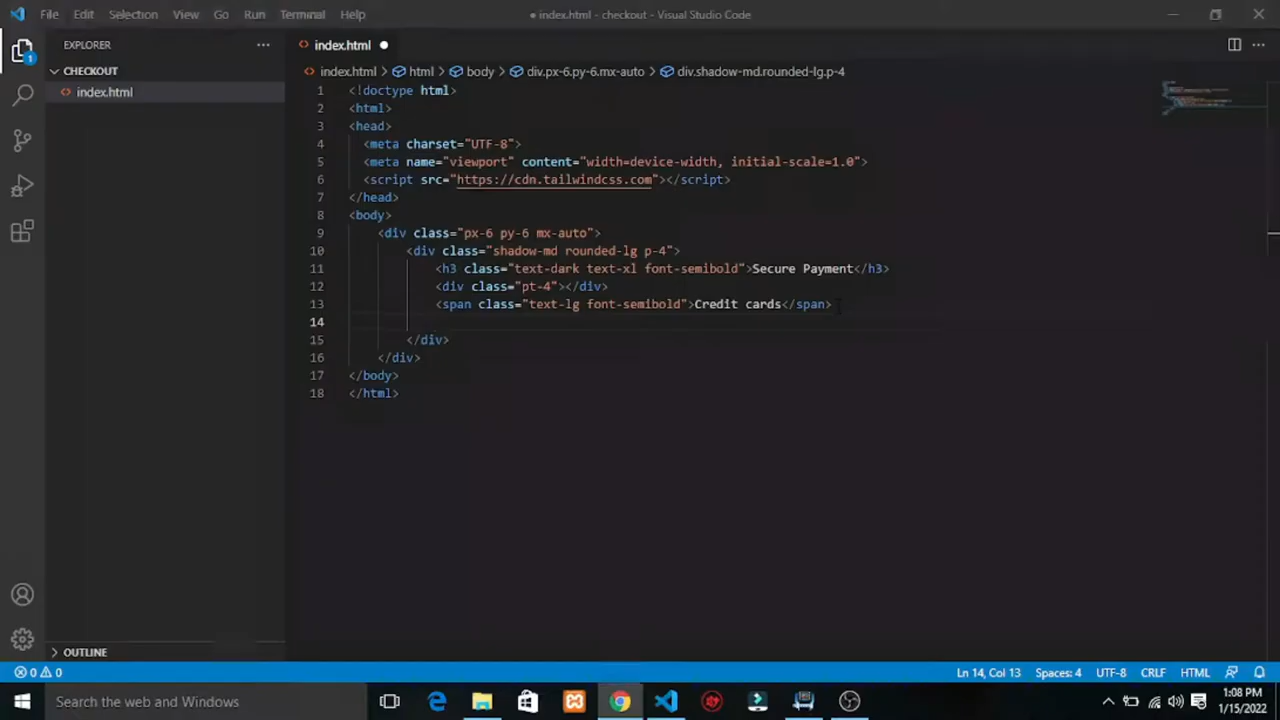 File Edit Selection View Go Run Terminal Help
● index.html - checkout - Visual Studio Code
EXPLORER
index.html
CHECKOUT
index.html
index.html > html > body > div.px-6.py-6.mx-auto > div.shadow-md.rounded-lg.p-4
1 <!doctype html>
2 <html>
3 <head>
4 <meta charset="UTF-8">
5 <meta name="viewport" content="width=device-width, initial-scale=1.0">
6 <script src="https://cdn.tailwindcss.com"></script>
7 </head>
8 <body>
9 <div class="px-6 py-6 mx-auto">
10 <div class="shadow-md rounded-lg p-4">
11 <h3 class="text-dark text-xl font-semibold">Secure Payment</h3>
12 <div class="pt-4"></div>
13 <span class="text-lg font-semibold">Credit cards</span>
14
15 </div>
16 </div>
17 </body>
18 </html>
1
OUTLINE
0 0
Ln 14, Col 13 Spaces: 4 UTF-8 CRLF HTML
Search the web and Windows
1:08 PM
1/15/2022